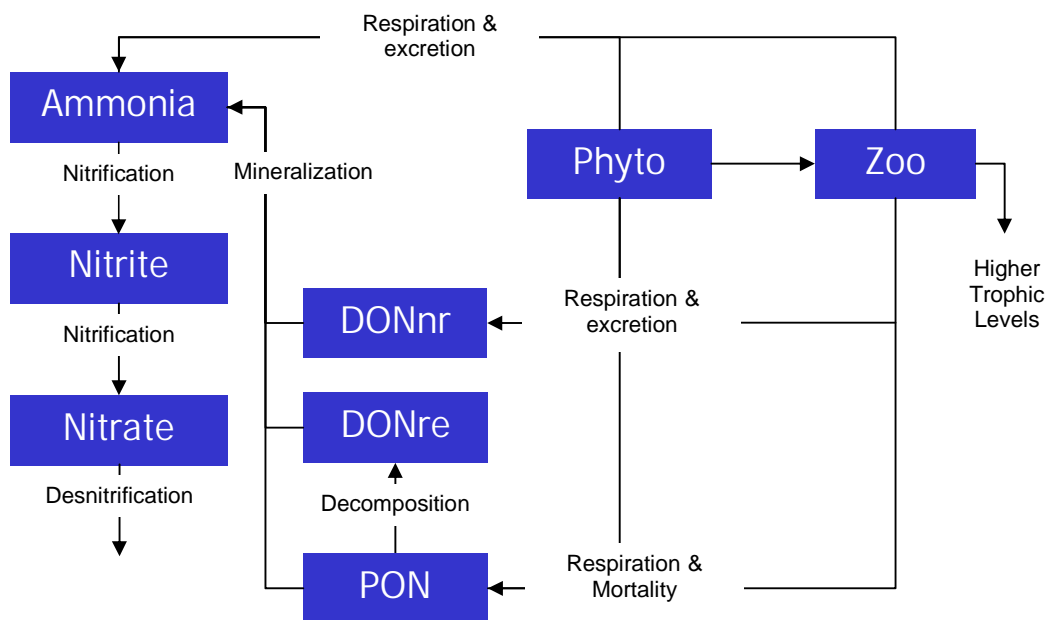 Respiration &
excretion
Ammonia
Phyto
Zoo
Nitrification
Mineralization
Nitrite
Higher
Trophic
Levels
Respiration &
excretion
DONnr
Nitrification
Nitrate
DONre
Desnitrification
Decomposition
PON
Respiration &
Mortality